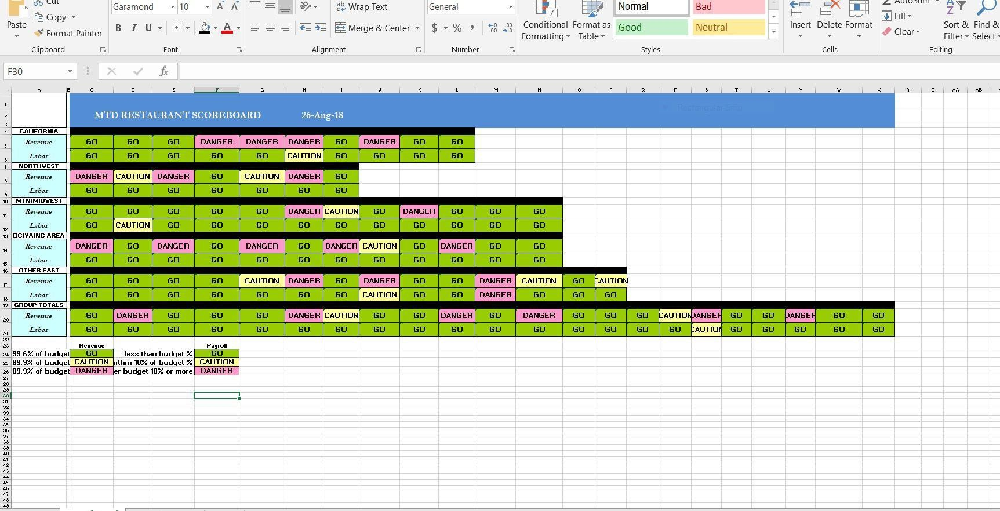 Cut
AutoSum
Garamond 10 Wrap Text General Normal Bad
Paste Copy Conditional Format as Insert Delete Format Fill Sort & Find &
Format Painter B I U A Merge & Center $ % , Formatting Table Good Neutral Clear Filter Select
Clipboard Font Alignment Number Styles Cells Editing
F30 fx
A C D E F G H I J K L M N O P Q R S T U V W X Y Z AA AB
1
2 MTD RESTAURANT SCOREBOARD 26-Aug-18
3
4 CALIFORNIA
5 Revenue GO GO GO DANGER DANGER DANGER GO DANGER GO GO
6 Labor GO GO GO GO GO CAUTION GO GO GO GO
7 NORTHWEST
8 Revenue DANGER CAUTION DANGER GO CAUTION DANGER GO
9 Labor GO GO GO GO GO GO GO
10 MTN/MIDWEST
11 Revenue GO GO GO GO GO DANGER CAUTION GO DANGER GO GO GO
12 Labor GO CAUTION GO GO GO GO GO GO GO GO GO GO
13 DC/VA/NC AREA
14 Revenue DANGER GO DANGER GO DANGER GO DANGER CAUTION GO DANGER GO GO
15 Labor GO GO GO GO GO GO GO GO GO GO GO GO
16 OTHER EAST
17 Revenue GO GO GO GO CAUTION DANGER GO DANGER GO GO DANGER CAUTION GO CAUTION
18 Labor GO GO GO GO GO GO GO CAUTION GO GO DANGER GO GO GO
19 GROUP TOTALS
20 Revenue GO DANGER GO GO GO DANGER CAUTION GO GO DANGER GO DANGER GO GO GO CAUTION DANGER GO GO DANGER GO GO
21 Labor GO GO GO GO GO GO GO GO GO GO GO GO GO GO GO GO CAUTION GO GO GO GO GO
22
23 Revenue Payroll
24 99.6% of budget GO less than budget % GO
25 89.9% of budget CAUTION within 10% of budget % CAUTION
26 89.9% of budget DANGER er budget 10% or more DANGER
27
28
29
30
31
32
33
34
35
36
37
38
39
40
41
42
43
44
45
46
47
48
49